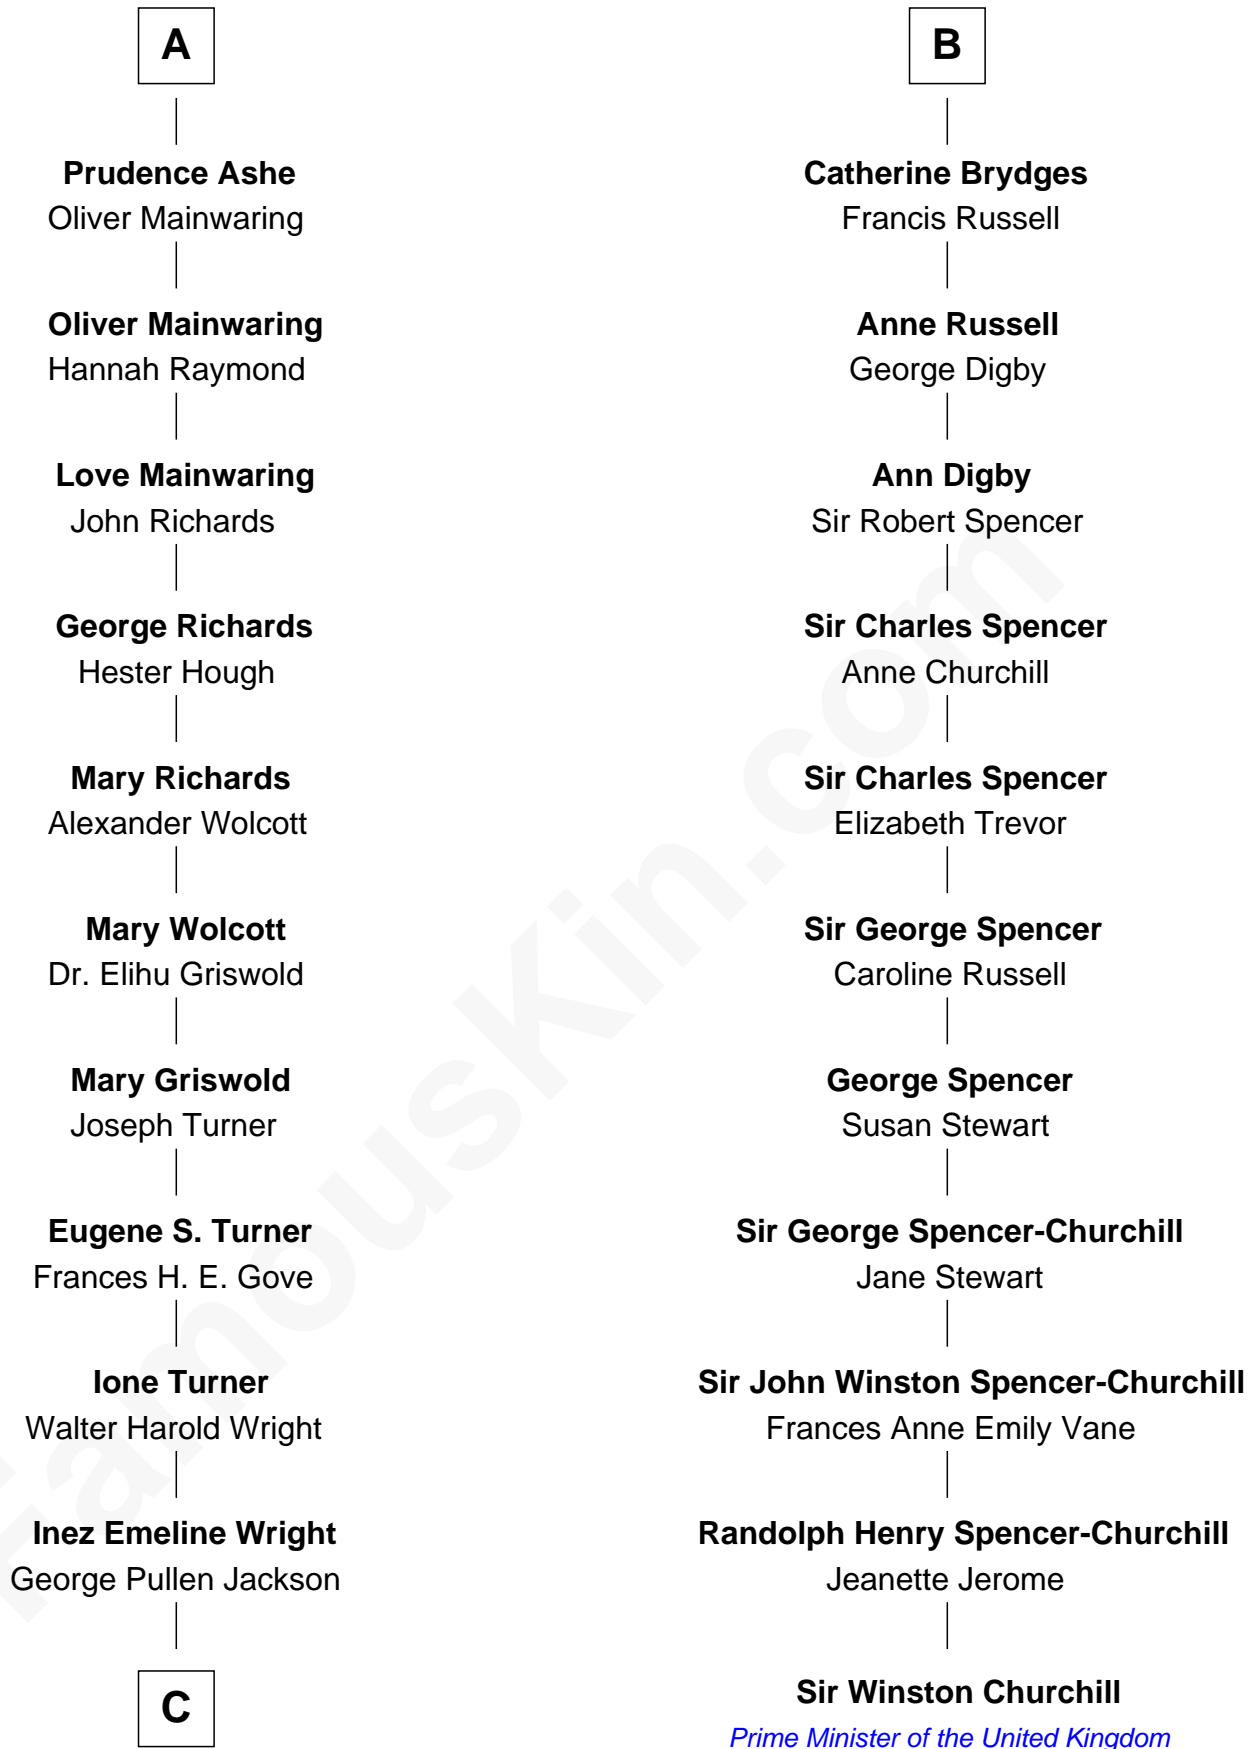 A
Prudence Ashe
Oliver Mainwaring
Oliver Mainwaring
Hannah Raymond
Love Mainwaring
John Richards
George Richards
Hester Hough
Mary Richards
Alexander Wolcott
Mary Wolcott
Dr. Elihu Griswold
Mary Griswold
Joseph Turner
Eugene S. Turner
Frances H. E. Gove
Ione Turner
Walter Harold Wright
Inez Emeline Wright
George Pullen Jackson
C
B
Catherine Brydges
Francis Russell
Anne Russell
George Digby
Ann Digby
Sir Robert Spencer
Sir Charles Spencer
Anne Churchill
Sir Charles Spencer
Elizabeth Trevor
Sir George Spencer
Caroline Russell
George Spencer
Susan Stewart
Sir George Spencer-Churchill
Jane Stewart
Sir John Winston Spencer-Churchill
Frances Anne Emily Vane
Randolph Henry Spencer-Churchill
Jeanette Jerome
Sir Winston Churchill
Prime Minister of the United Kingdom
FamousKin.com